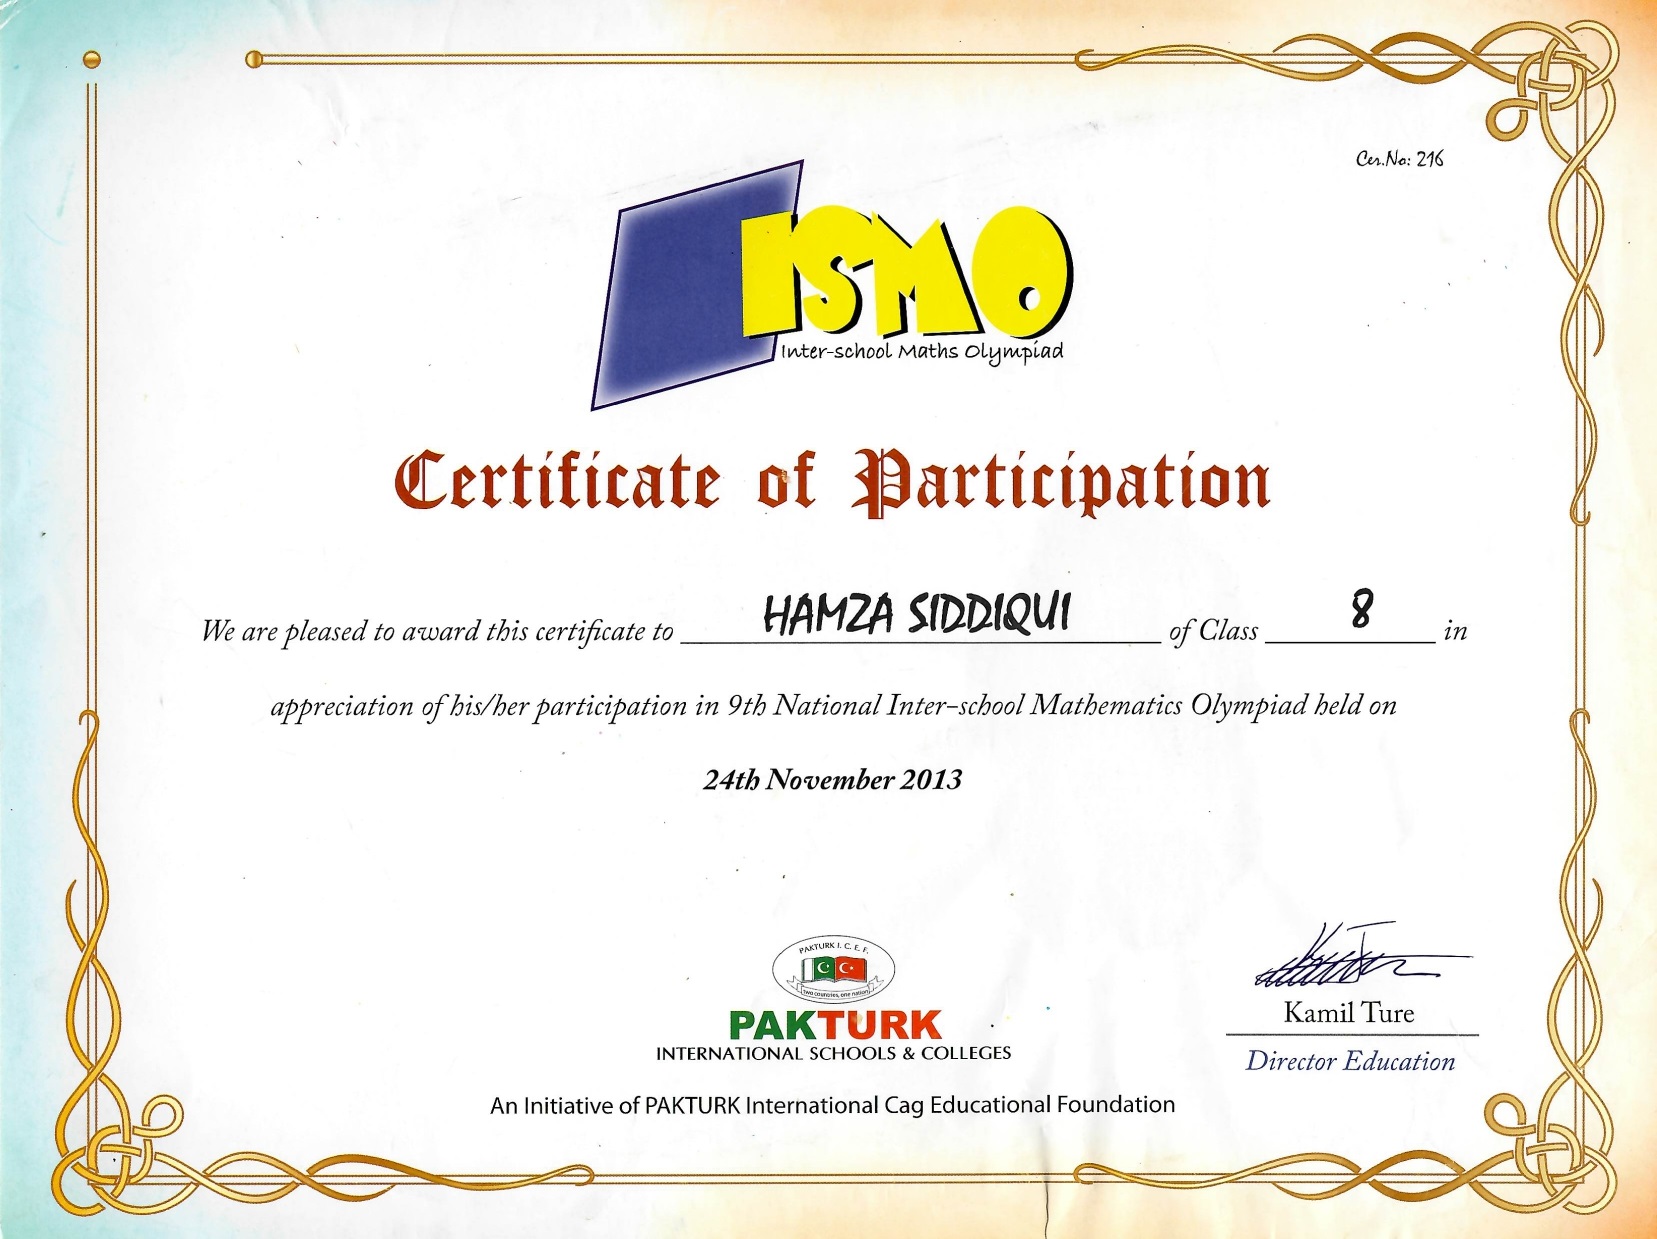 Cer.No: 216
ISMO
Inter-school Maths Olympiad
Certificate of Participation
We are pleased to award this certificate to HAMZA SIDDIQUI of Class 8 in
appreciation of his/her participation in 9th National Inter-school Mathematics Olympiad held on
24th November 2013
PAKTURK I. C. E. F.
Two countries, one nation
PAKTURK
INTERNATIONAL SCHOOLS & COLLEGES
Kamil Ture
Director Education
An Initiative of PAKTURK International Cag Educational Foundation